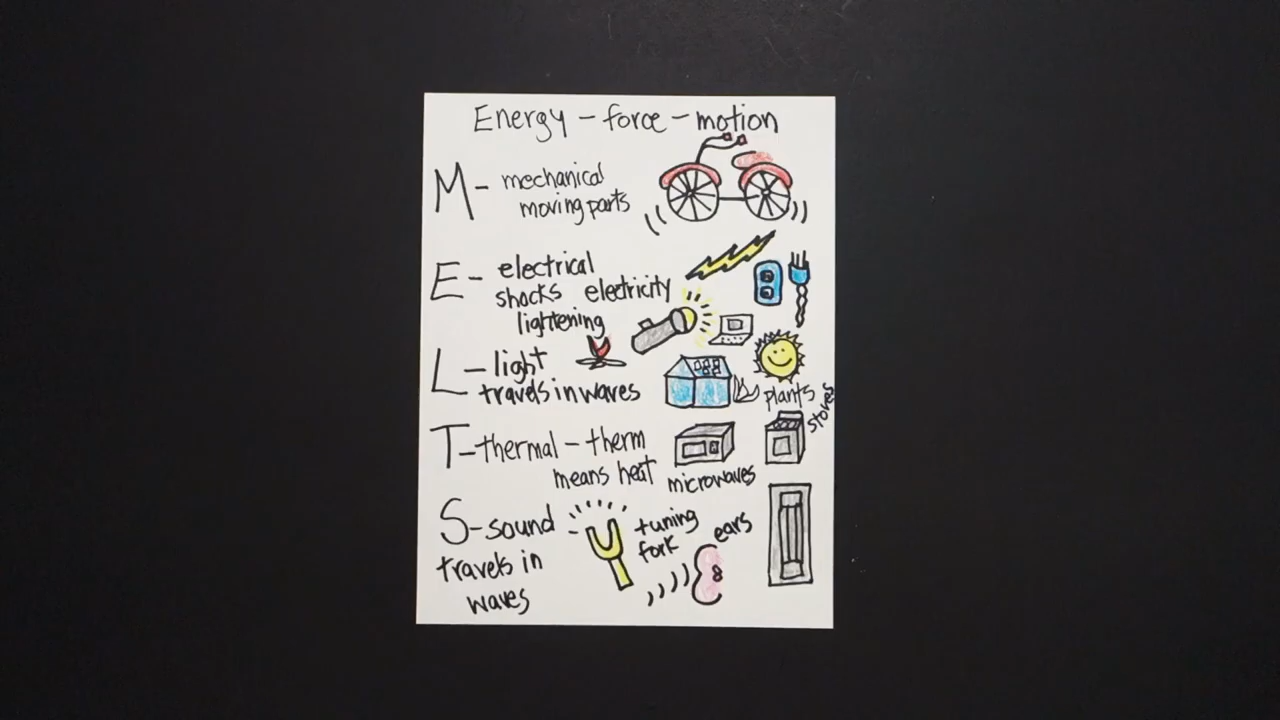 Energy – force – motion
M – mechanical
moving parts
E – electrical
shocks electricity
lightening
L – light
travels in waves
plants
stoves
T – thermal – therm
means heat
microwaves
S – sound
travels in
waves
tuning
fork
ears